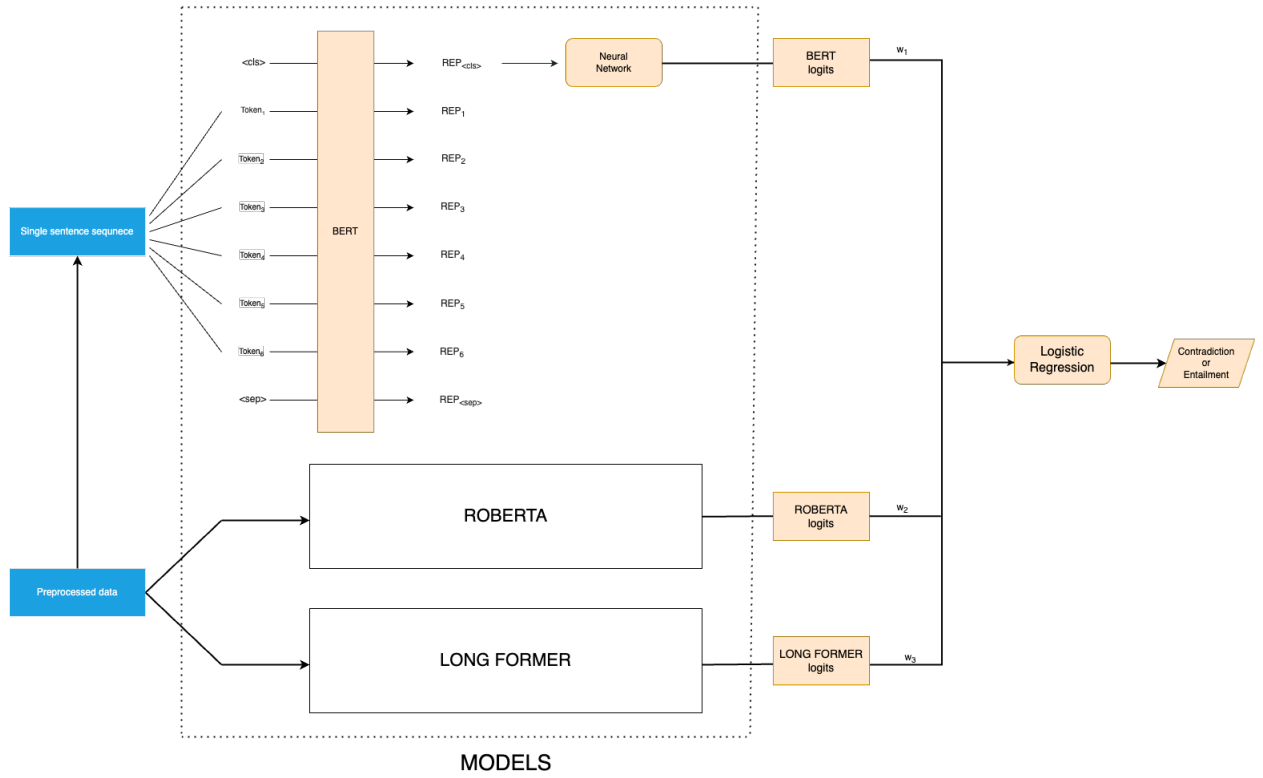 <cls>
REP<cls>
Neural
Network
BERT
logits
w1
Token1
REP1
Token2
REP2
Token3
REP3
Single sentence sequnece
BERT
Token4
REP4
Token5
REP5
Token6
REP6
<sep>
REP<sep>
Logistic
Regression
Contradiction
or
Entailment
ROBERTA
ROBERTA
logits
w2
Preprocessed data
LONG FORMER
LONG FORMER
logits
w3
MODELS